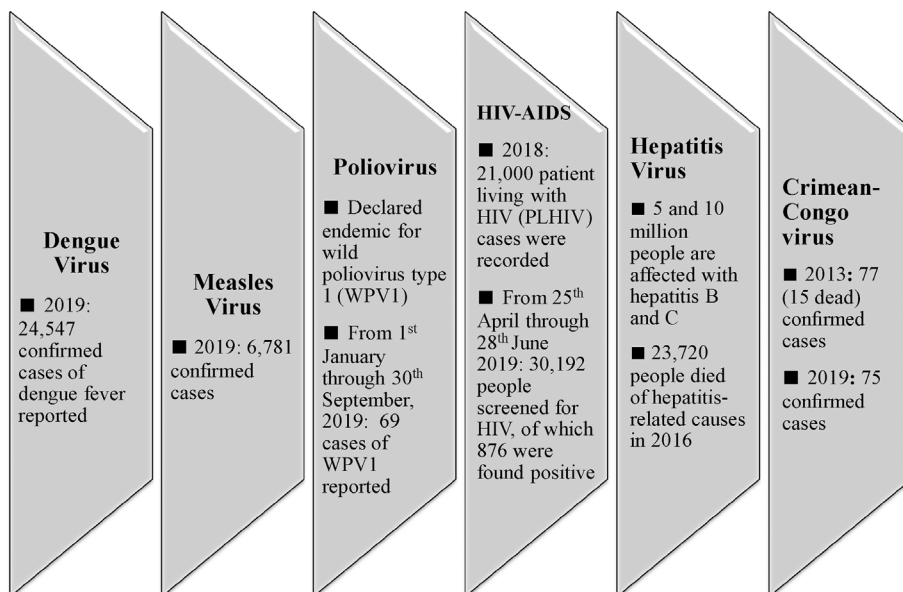 Dengue
Virus
■ 2019:
24,547
confirmed
cases of
dengue fever
reported
Measles
Virus
■ 2019: 6,781
confirmed
cases
Poliovirus
■ Declared
endemic for
wild
poliovirus type
1 (WPV1)
■ From 1st
January
through 30th
September,
2019: 69
cases of
WPV1
reported
HIV-AIDS
■ 2018:
21,000 patient
living with
HIV (PLHIV)
cases were
recorded
■ From 25th
April through
28th June
2019: 30,192
people
screened for
HIV, of which
876 were
found positive
Hepatitis
Virus
■ 5 and 10
million
people are
affected with
hepatitis B
and C
■ 23,720
people died
of hepatitis-
related causes
in 2016
Crimean-
Congo
virus
■ 2013: 77
(15 dead)
confirmed
cases
■ 2019: 75
confirmed
cases